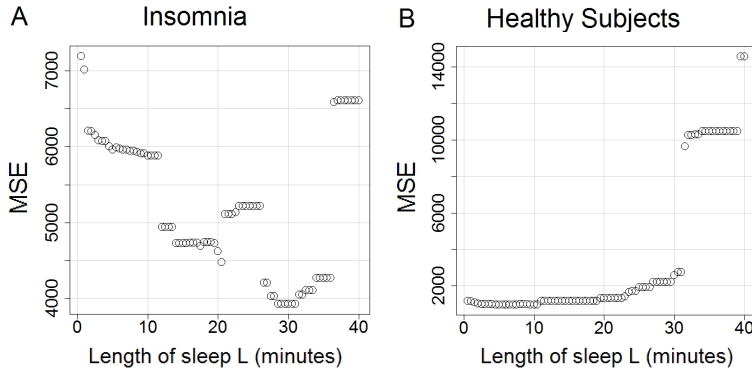 A
Insomnia
MSE
4000
5000
6000
7000
0
10
20
30
40
Length of sleep L (minutes)
B
Healthy Subjects
MSE
2000
6000
10000
14000
0
10
20
30
40
Length of sleep L (minutes)